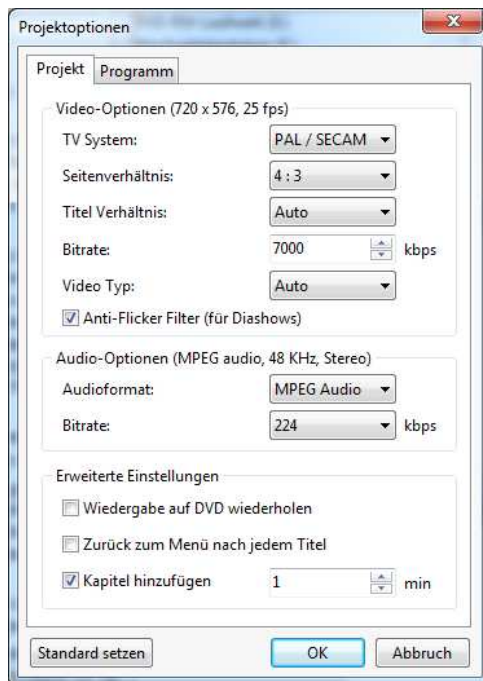 Projektoptionen
Projekt Programm
Video-Optionen (720 x 576, 25 fps)
TV System: PAL / SECAM
Seitenverhältnis: 4 : 3
Titel Verhältnis: Auto
Bitrate: 7000 kbps
Video Typ: Auto
Anti-Flicker Filter (für Diashows)
Audio-Optionen (MPEG audio, 48 KHz, Stereo)
Audioformat: MPEG Audio
Bitrate: 224 kbps
Erweiterte Einstellungen
Wiedergabe auf DVD wiederholen
Zurück zum Menü nach jedem Titel
Kapitel hinzufügen 1 min
Standard setzen OK Abbruch